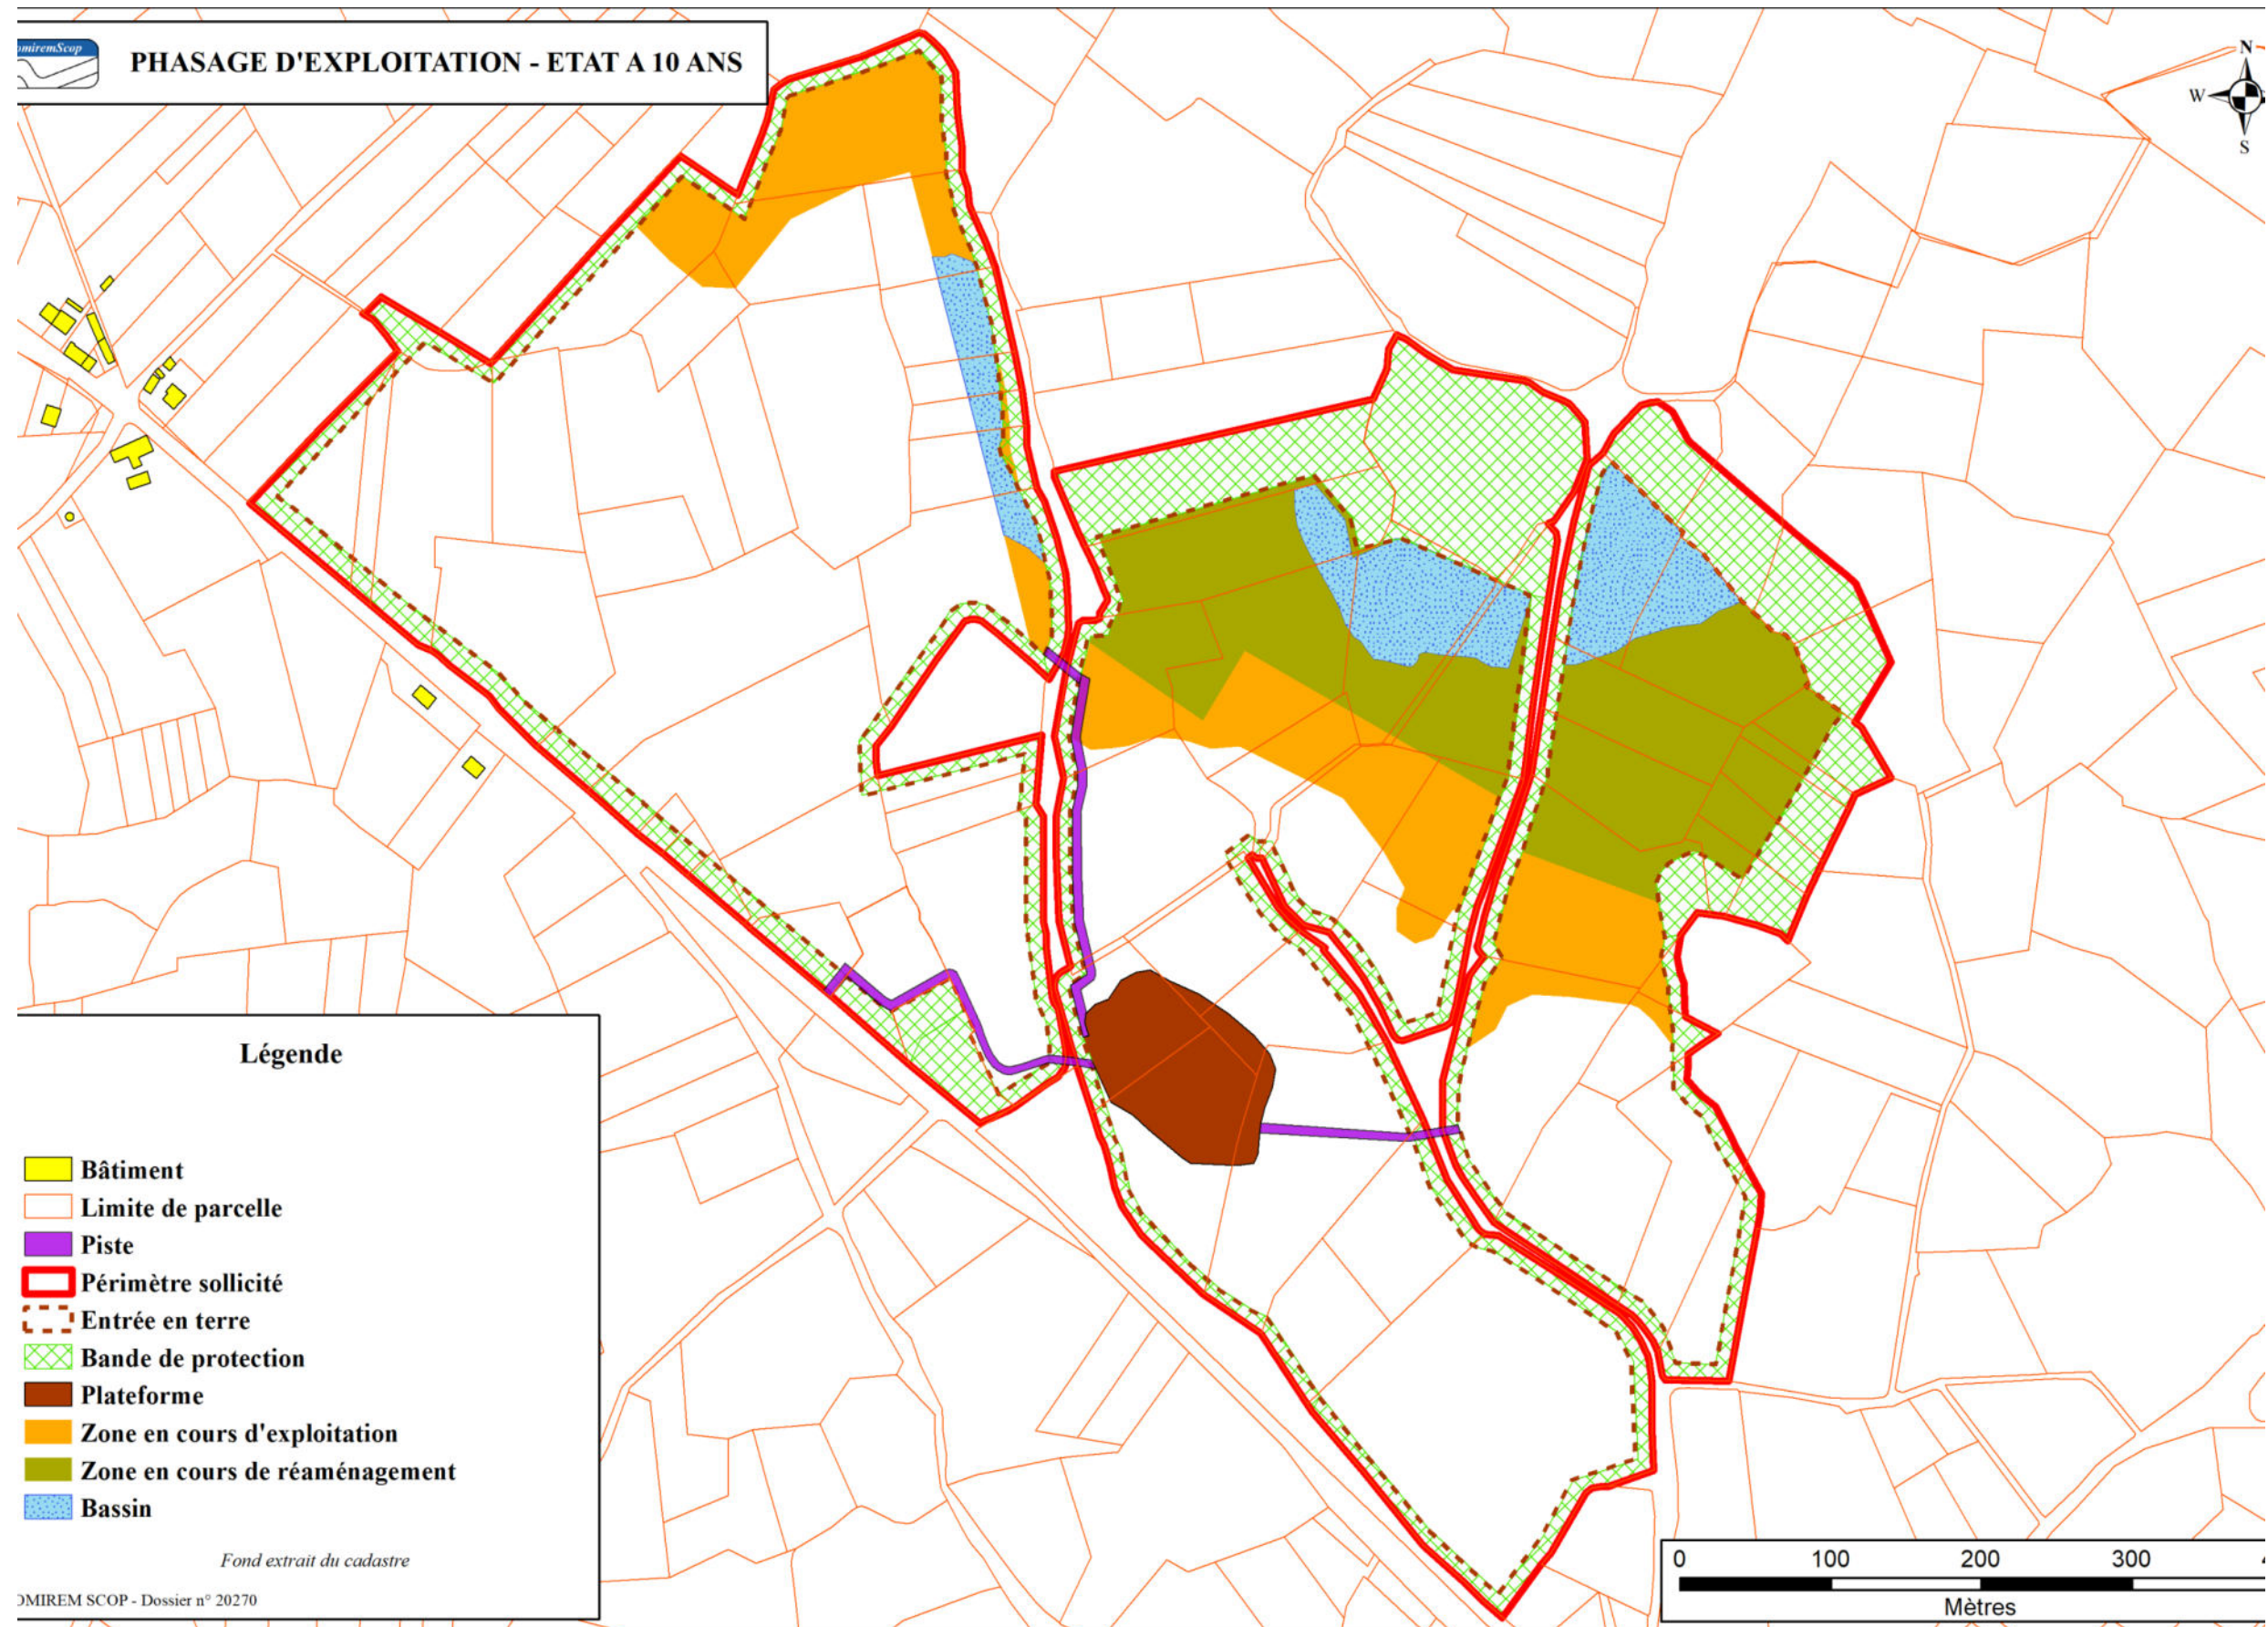 omiremScop
PHASAGE D'EXPLOITATION - ETAT A 10 ANS
N
W
S
Légende
Bâtiment
Limite de parcelle
Piste
Périmètre sollicité
Entrée en terre
Bande de protection
Plateforme
Zone en cours d'exploitation
Zone en cours de réaménagement
Bassin
Fond extrait du cadastre
OMIREM SCOP - Dossier n° 20270
0 100 200 300
Mètres